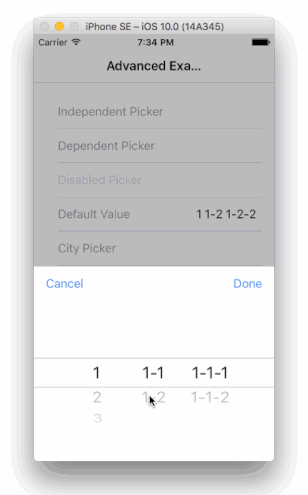 iPhone SE – iOS 10.0 (14A345)
Carrier 7:34 PM
Advanced Exa...
Independent Picker
Dependent Picker
Disabled Picker
Default Value 1 1-2 1-2-2
City Picker
Cancel Done
1 1-1 1-1-1
2 1-2 1-1-2
3